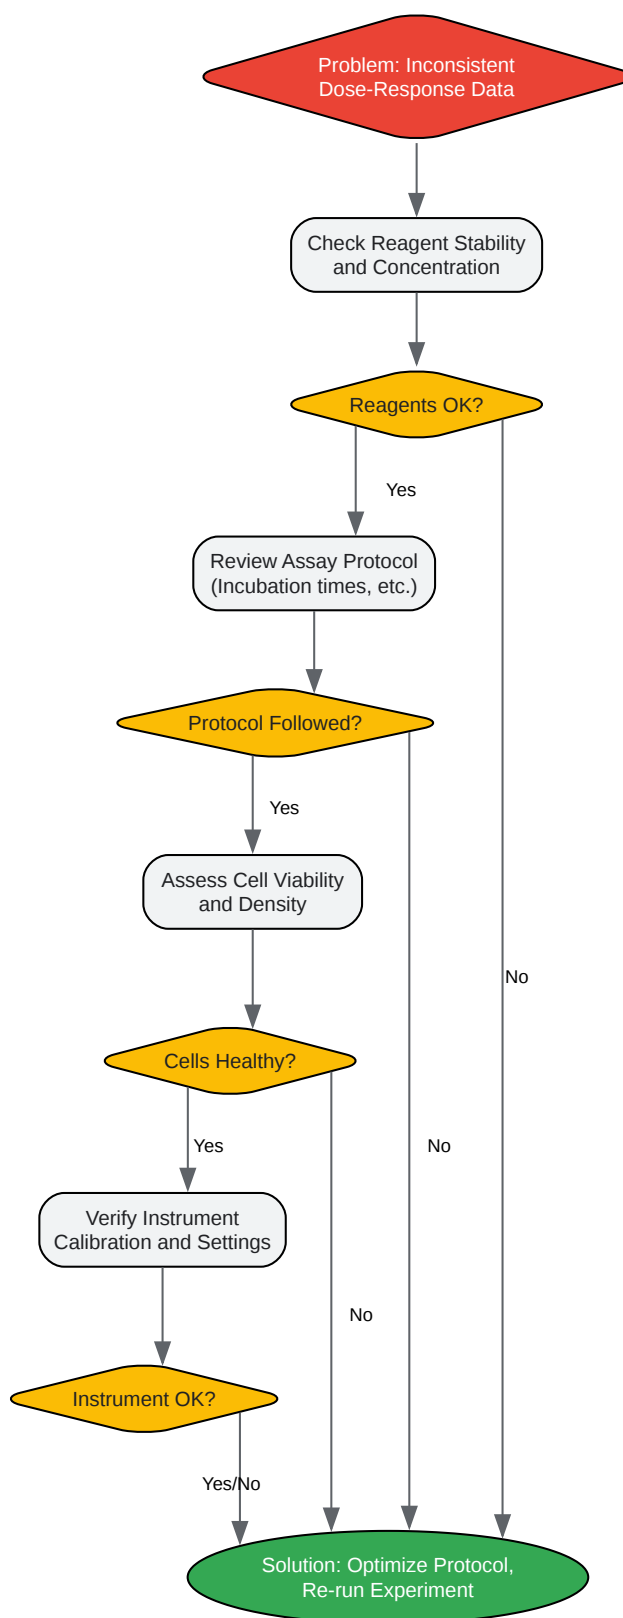 Problem: Inconsistent
Dose-Response Data
Check Reagent Stability
and Concentration
Reagents OK?
Yes
Review Assay Protocol
(Incubation times, etc.)
Protocol Followed?
Yes
Assess Cell Viability
and Density
No
Cells Healthy?
Yes
No
Verify Instrument
Calibration and Settings
No
Instrument OK?
Yes/No
Solution: Optimize Protocol,
Re-run Experiment